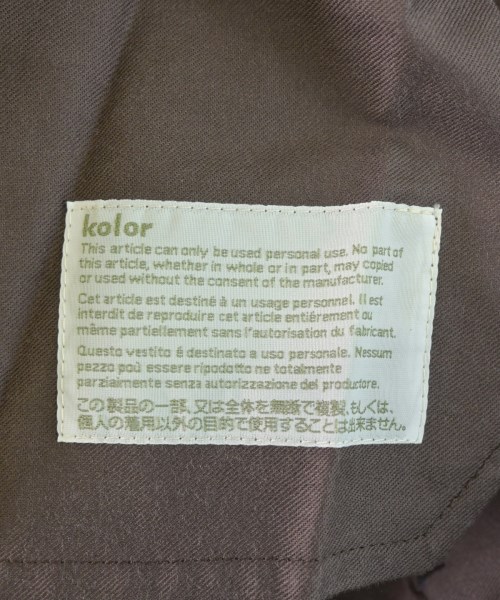 kolor
This article can only be used personal use. No part of
this article, whether in whole or in part, may copied
or used without the consent of the manufacturer.
Cet article est destiné à un usage personnel. Il est
interdit de reproduire cet article entiérement ou
même partiellement sans l'autorisation du fabricant.
Questo vestito é destinato a uso personale. Nessum
pezzo poù essere ripodotto ne totalmente
parzialmente senza autorizzazione del productore.
この製品の一部、又は全体を無断で複製、もしくは、
個人の着用以外の目的で使用することは出来ません。